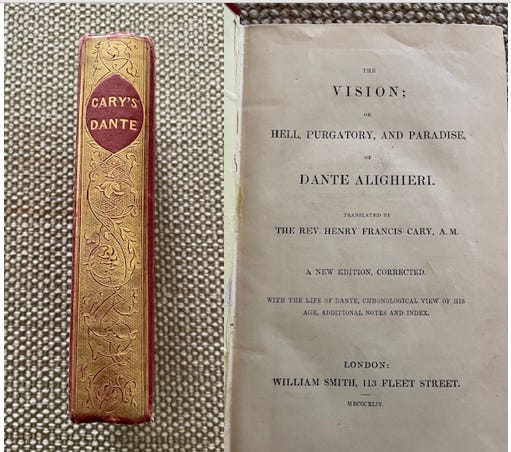 CARY'S
DANTE
THE
VISION;
OR
HELL, PURGATORY, AND PARADISE,
OF
DANTE ALIGHIERI.
TRANSLATED BY
THE REV. HENRY FRANCIS CARY, A.M.
A NEW EDITION, CORRECTED.
WITH THE LIFE OF DANTE, CHRONOLOGICAL VIEW OF HIS
AGE, ADDITIONAL NOTES AND INDEX.
LONDON:
WILLIAM SMITH, 113 FLEET STREET.
MDCCCXLIV.